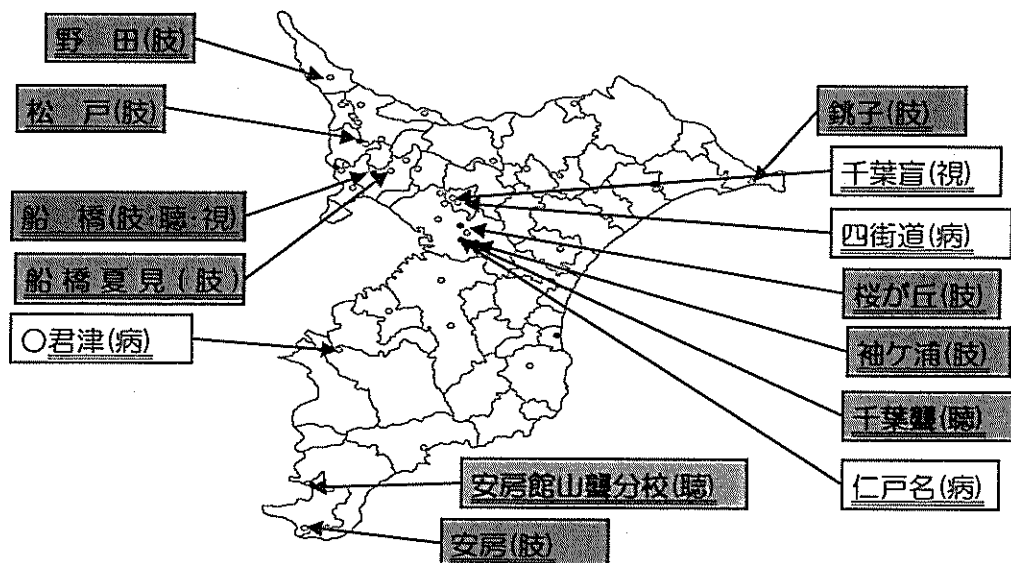 野 田(肢)
松 戸(肢)
船 橋(肢・聴・視)
船橋夏見(肢)
○君津(病)
銚子(肢)
千葉盲(視)
四街道(病)
桜が丘(肢)
袖ケ浦(肢)
千葉聾(聴)
仁戸名(病)
安房館山聾分校(聴)
安房(肢)